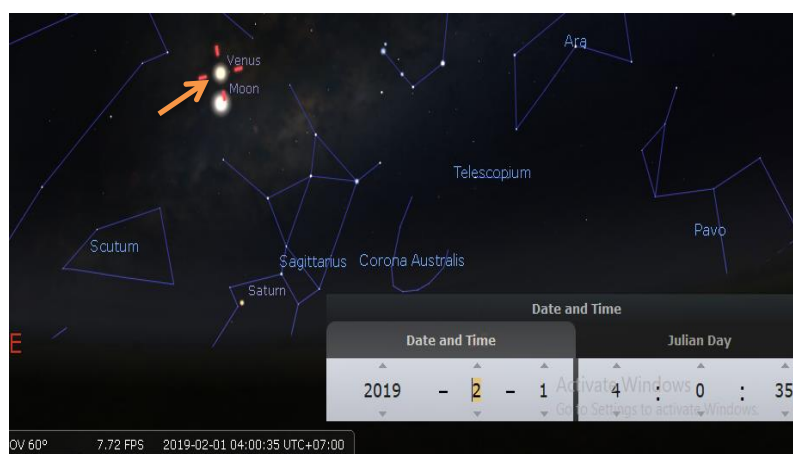 Ara
Venus
Moon
Telescopium
Pavo
Scutum
Sagittarius Corona Australis
Saturn
E
Date and Time
Date and Time Julian Day
2019 - 2 - 1 4 : 0 : 35
Activate Windows
Go to Settings to activate Windows.
OV 60° 7.72 FPS 2019-02-01 04:00:35 UTC+07:00